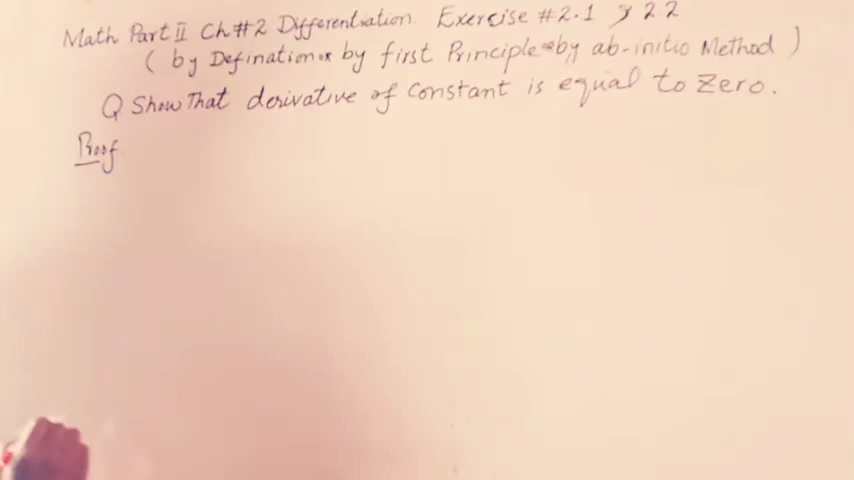 Math Part II Ch#2 Differentiation. Exercise #2.1 & 2.2
( by Defination or by first Principle or by ab-initio Method )
Q Show That derivative of Constant is equal to Zero.
Proof